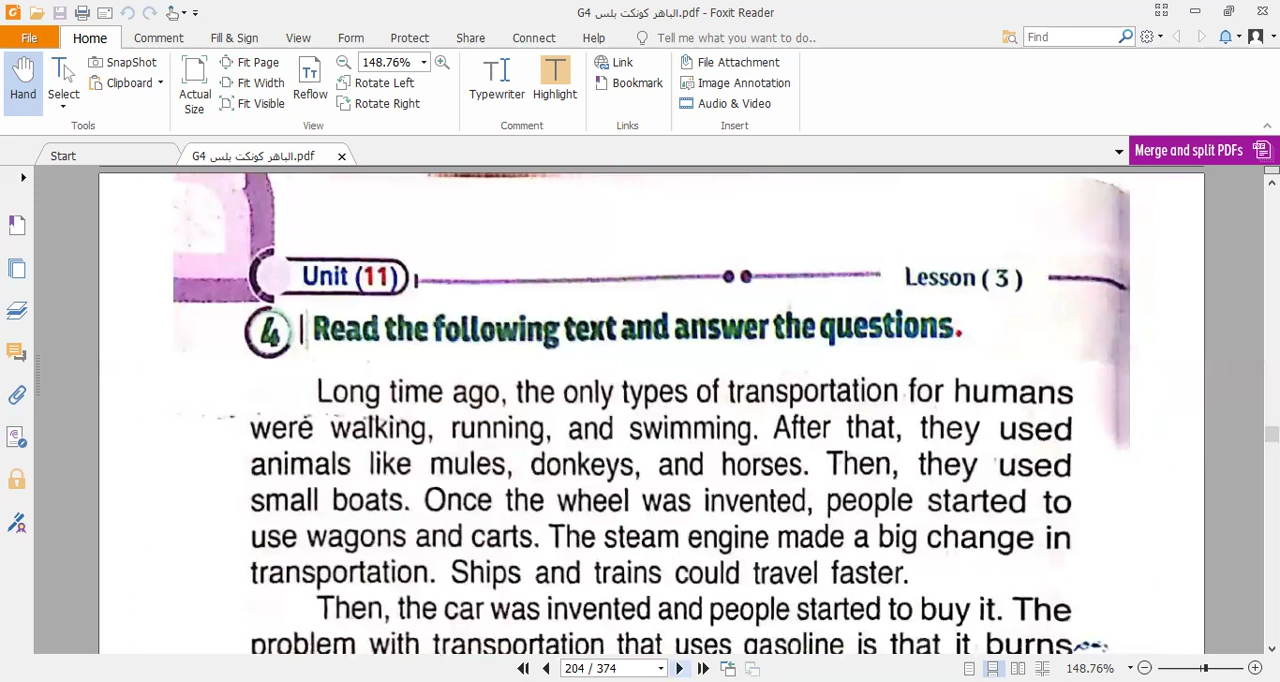 G4 الباهر كونكت بلس.pdf - Foxit Reader
File Home Comment Fill & Sign View Form Protect Share Connect Help Tell me what you want to do.. Find
Hand
Select
SnapShot
Clipboard
Tools
Actual Size
Fit Page
Fit Width
Fit Visible
Reflow
148.76%
Rotate Left
Rotate Right
View
Typewriter
Highlight
Comment
Link
Bookmark
Links
File Attachment
Image Annotation
Audio & Video
Insert
Start
G4 الباهر كونكت بلس.pdf
Merge and split PDFs
Unit (11)
Lesson ( 3 )
4 Read the following text and answer the questions.
Long time ago, the only types of transportation for humans
were walking, running, and swimming. After that, they used
animals like mules, donkeys, and horses. Then, they used
small boats. Once the wheel was invented, people started to
use wagons and carts. The steam engine made a big change in
transportation. Ships and trains could travel faster.
Then, the car was invented and people started to buy it. The
problem with transportation that uses gasoline is that it burns
204 / 374
148.76%